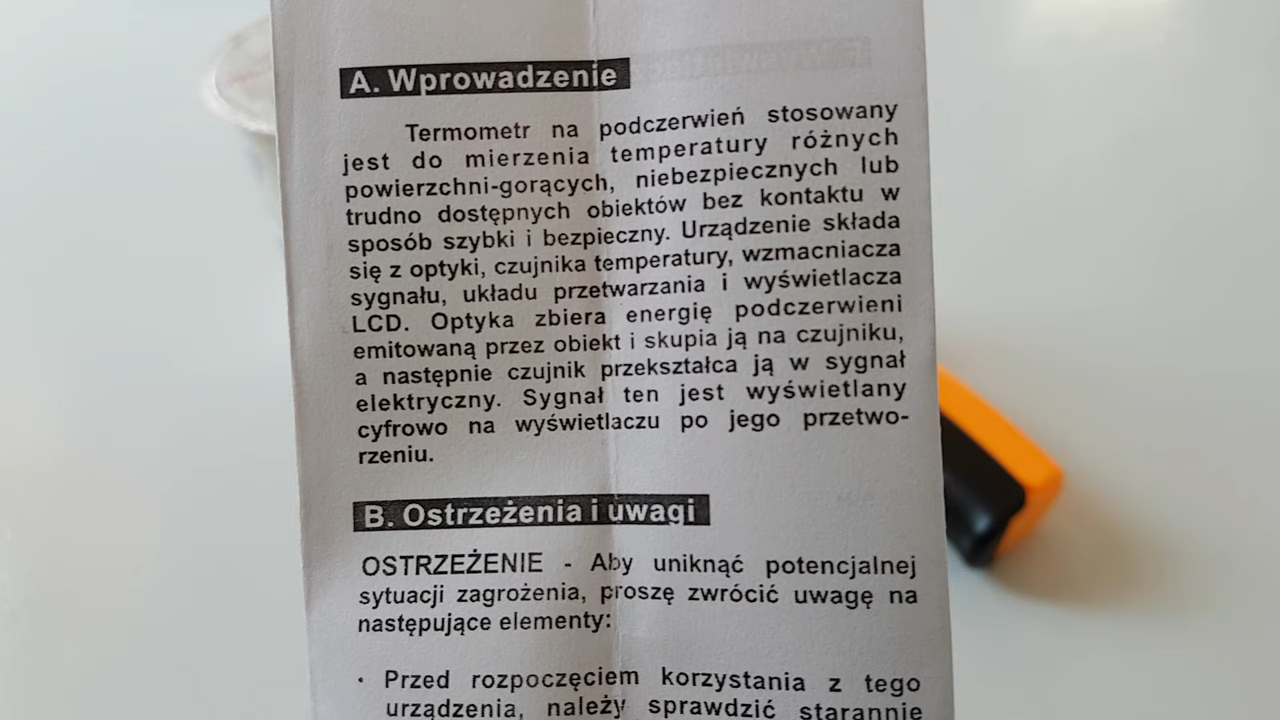 A. Wprowadzenie
Termometr na podczerwień stosowany
jest do mierzenia temperatury różnych
powierzchni-gorących, niebezpiecznych lub
trudno dostępnych obiektów bez kontaktu w
sposób szybki i bezpieczny. Urządzenie składa
się z optyki, czujnika temperatury, wzmacniacza
sygnału, układu przetwarzania i wyświetlacza
LCD. Optyka zbiera energię podczerwieni
emitowaną przez obiekt i skupia ją na czujniku,
a następnie czujnik przekształca ją w sygnał
elektryczny. Sygnał ten jest wyświetlany
cyfrowo na wyświetlaczu po jego przetwo-
rzeniu.
B. Ostrzeżenia i uwagi
OSTRZEŻENIE - Aby uniknąć potencjalnej
sytuacji zagrożenia, proszę zwrócić uwagę na
następujące elementy:
· Przed rozpoczęciem korzystania z tego
urządzenia, należy sprawdzić starannie